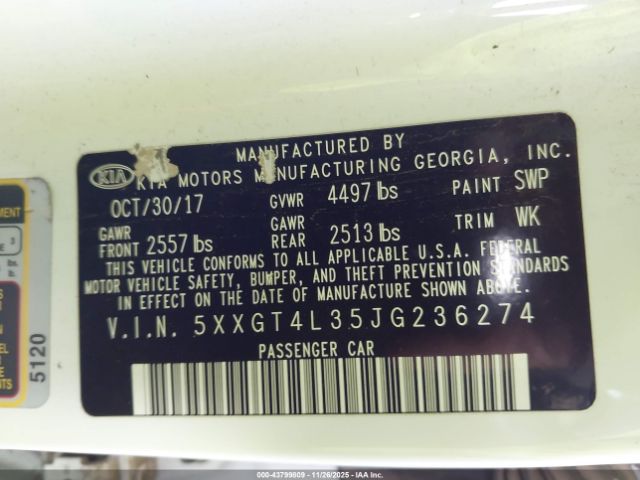 MANUFACTURED BY
KIA KIA MOTORS MANUFACTURING GEORGIA, INC.
OCT/30/17 GVWR 4497 lbs PAINT SWP
GAWR FRONT 2557 lbs GAWR REAR 2513 lbs TRIM WK
THIS VEHICLE CONFORMS TO ALL APPLICABLE U.S.A. FEDERAL
MOTOR VEHICLE SAFETY, BUMPER, AND THEFT PREVENTION STANDARDS
IN EFFECT ON THE DATE OF MANUFACTURE SHOWN ABOVE.
V.I.N. 5XXGT4L35JG236274
PASSENGER CAR
5120
000-43799809 | 11/26/2025 - IAA Inc.